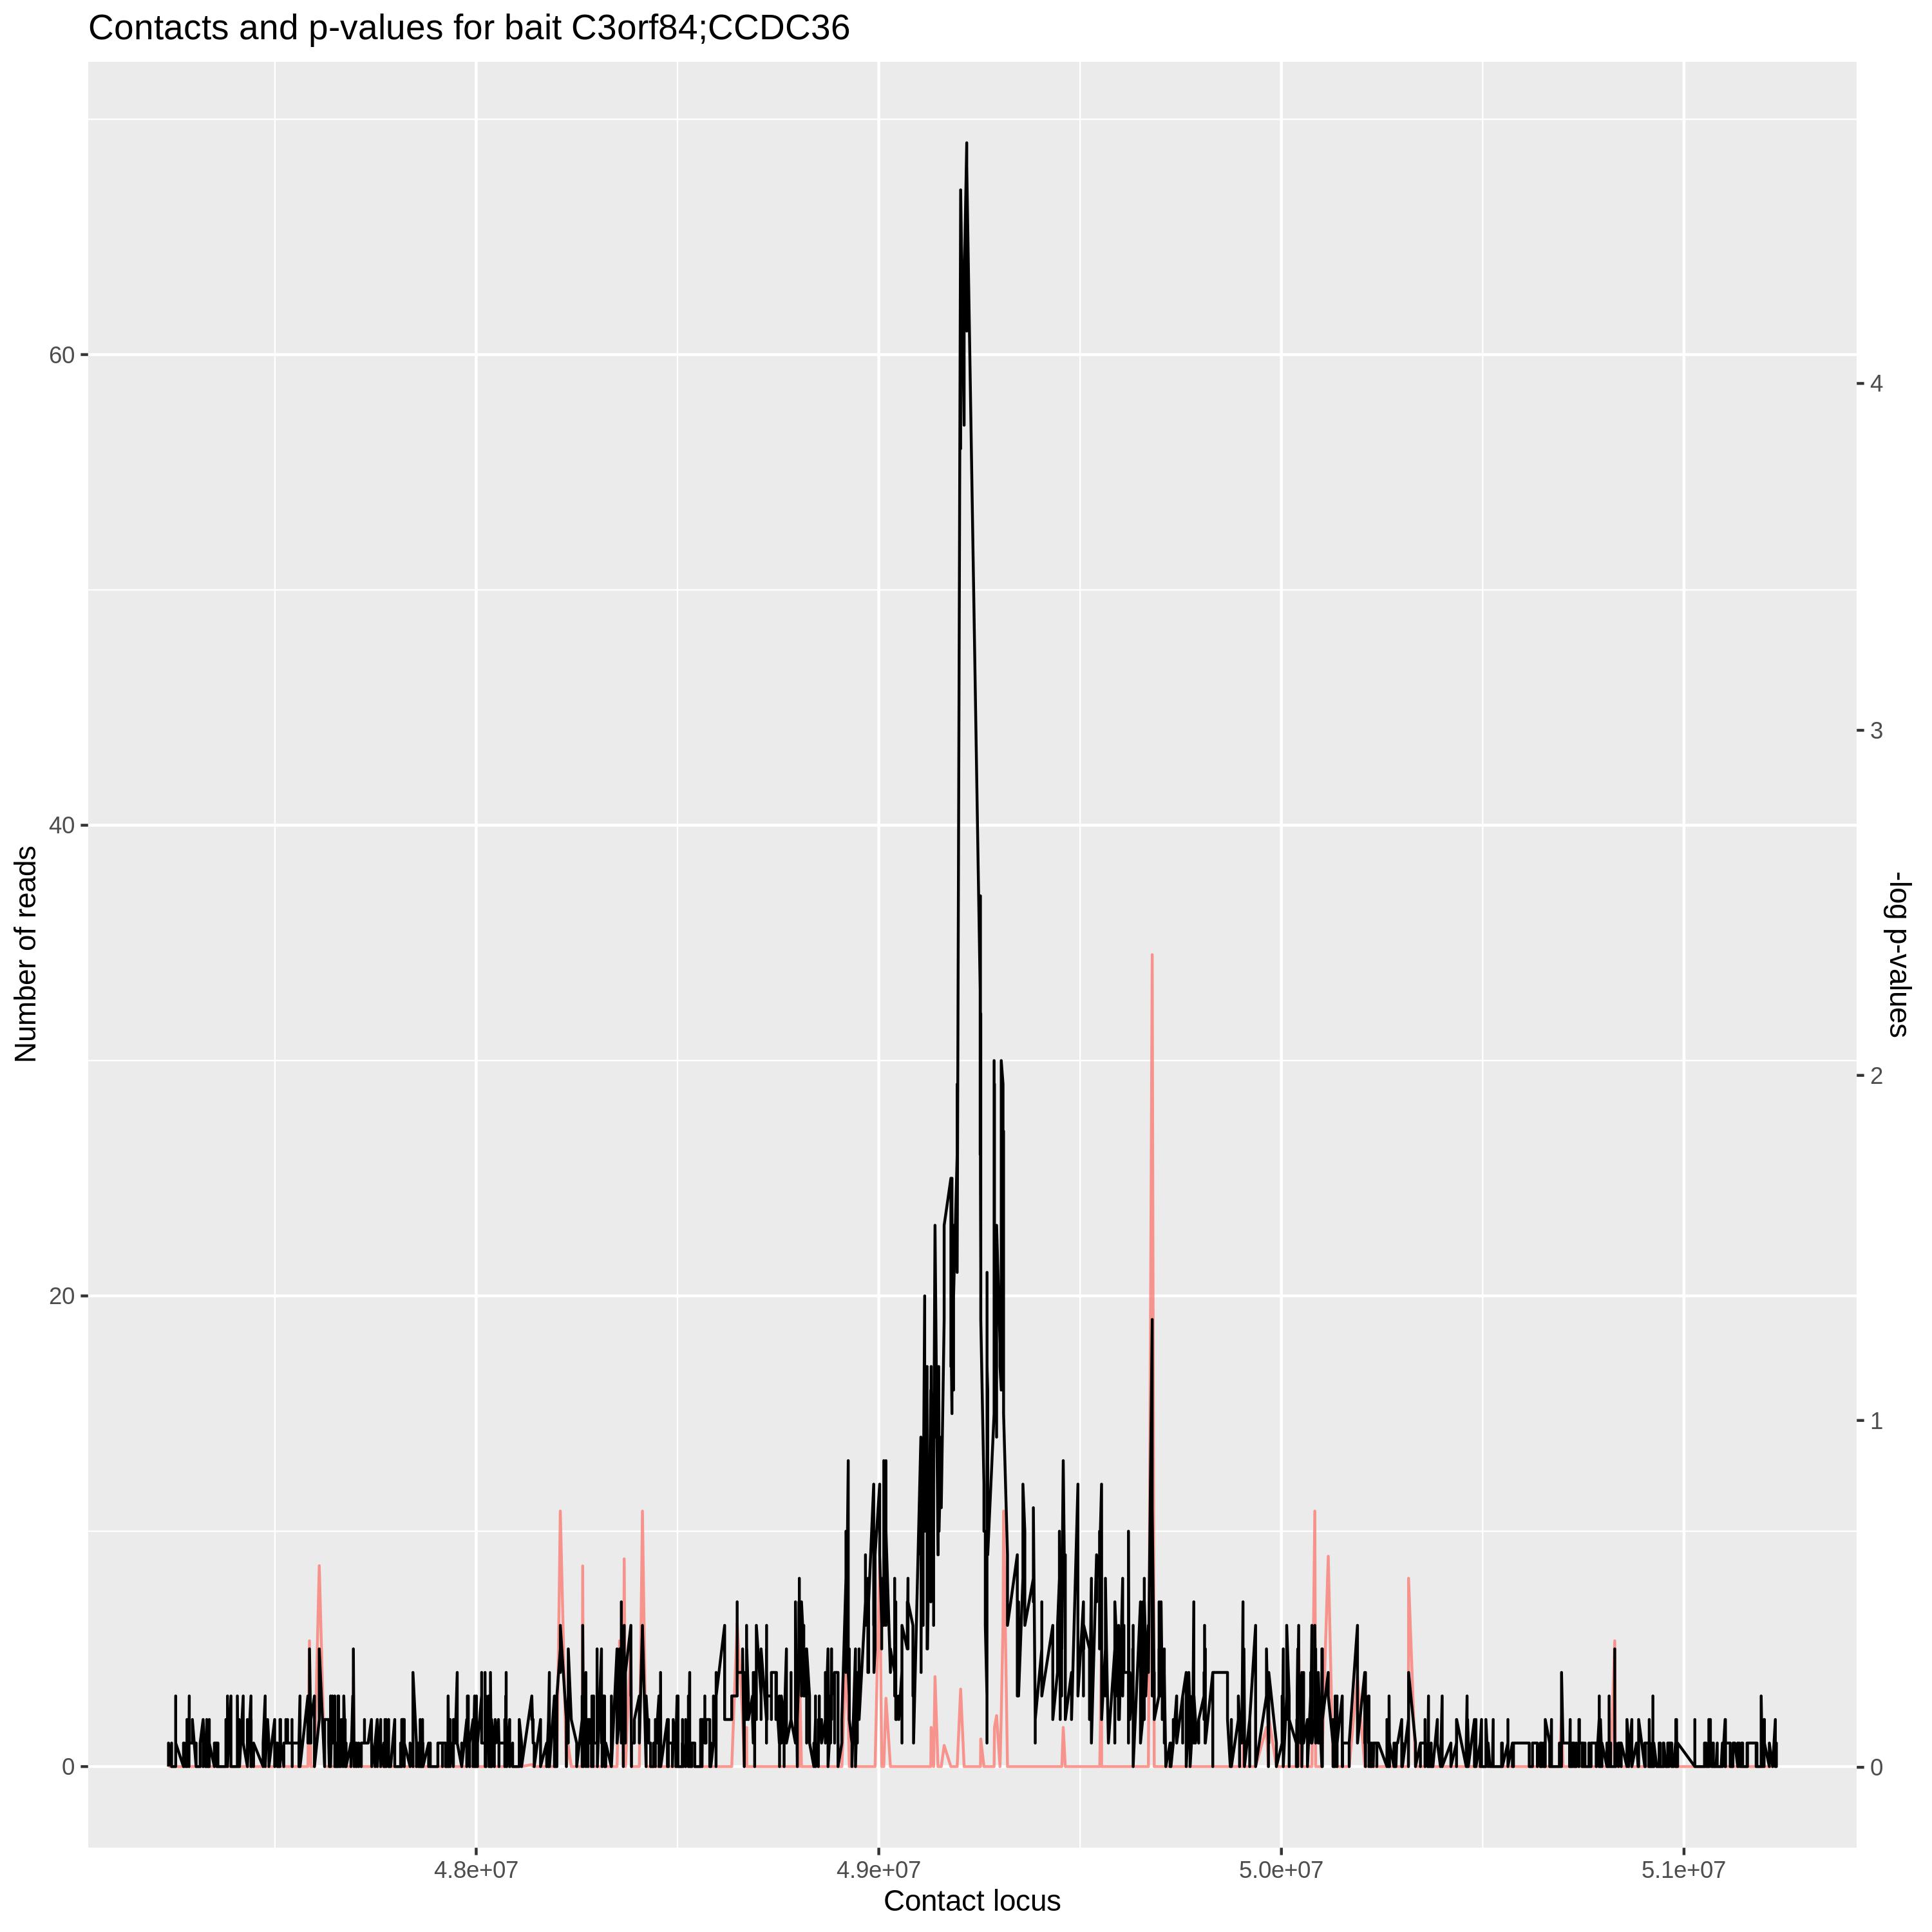 Contacts and p-values for bait C3orf84;CCDC36
60
40
20
0
4
3
2
1
0
Number of reads
-log p-values
4.8e+07
4.9e+07
5.0e+07
5.1e+07
Contact locus